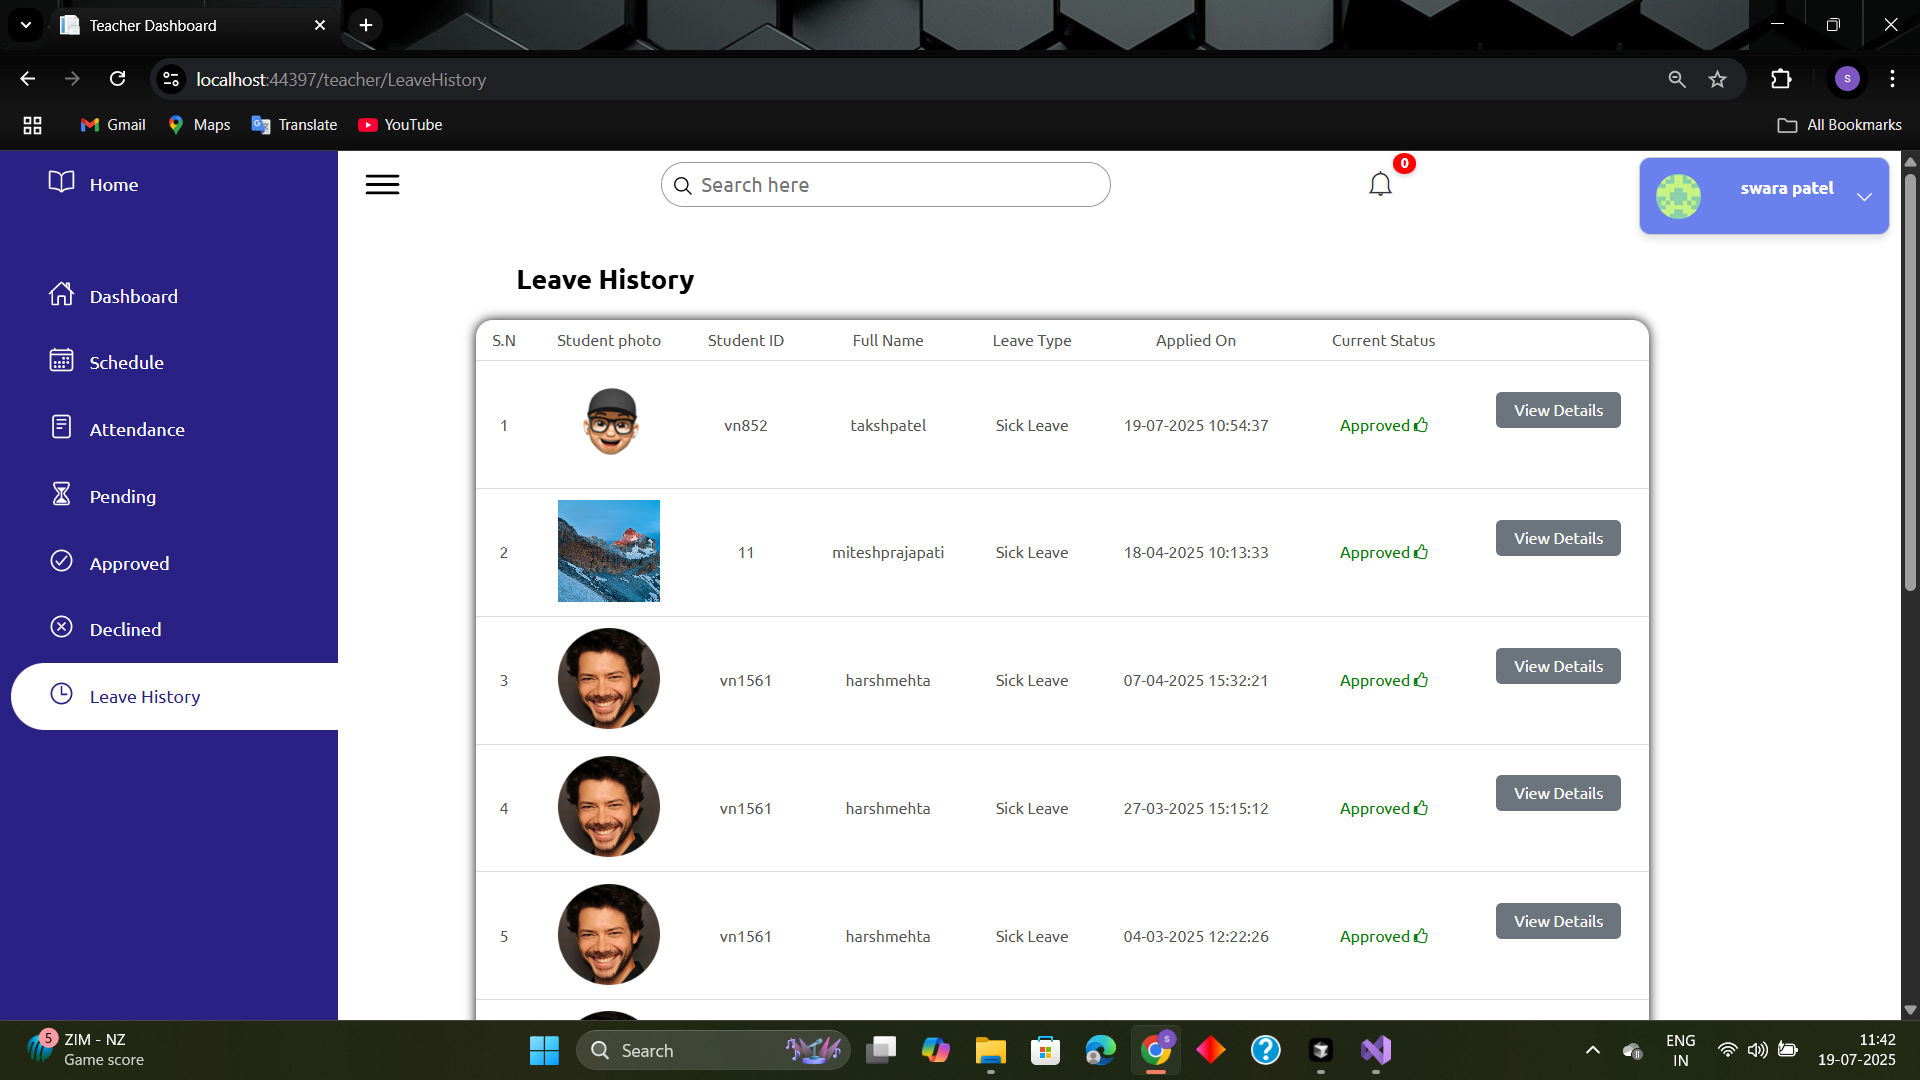 Teacher Dashboard
localhost:44397/teacher/LeaveHistory
S
Gmail
Maps
Translate
YouTube
All Bookmarks
Home
Search here
0
swara patel
Dashboard
Schedule
Attendance
Pending
Approved
Declined
Leave History
Leave History
S.N Student photo Student ID Full Name Leave Type Applied On Current Status
1 vn852 takshpatel Sick Leave 19-07-2025 10:54:37 Approved View Details
2 11 miteshprajapati Sick Leave 18-04-2025 10:13:33 Approved View Details
3 vn1561 harshmehta Sick Leave 07-04-2025 15:32:21 Approved View Details
4 vn1561 harshmehta Sick Leave 27-03-2025 15:15:12 Approved View Details
5 vn1561 harshmehta Sick Leave 04-03-2025 12:22:26 Approved View Details
5
ZIM - NZ
Game score
Search
S
ENG
IN
11:42
19-07-2025